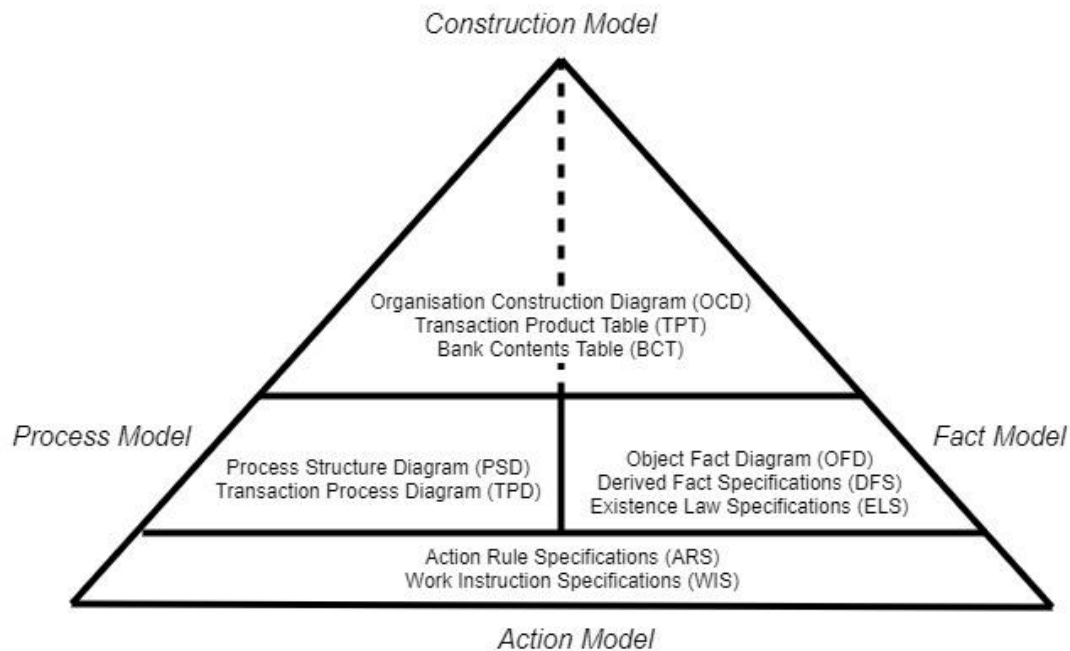 Construction Model
Organisation Construction Diagram (OCD)
Transaction Product Table (TPT)
Bank Contents Table (BCT)
Process Model
Process Structure Diagram (PSD)
Transaction Process Diagram (TPD)
Object Fact Diagram (OFD)
Derived Fact Specifications (DFS)
Existence Law Specifications (ELS)
Fact Model
Action Rule Specifications (ARS)
Work Instruction Specifications (WIS)
Action Model